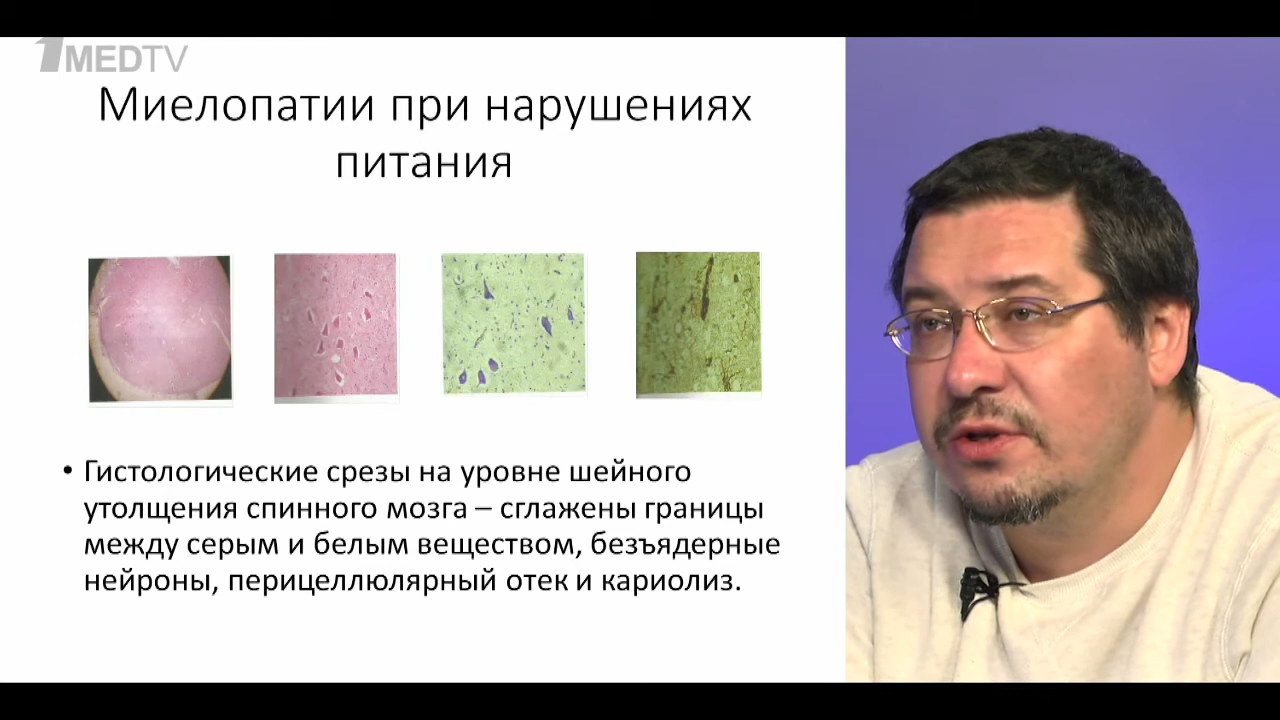 1MEDTV
Миелопатии при нарушениях
питания
• Гистологические срезы на уровне шейного
утолщения спинного мозга – сглажены границы
между серым и белым веществом, безъядерные
нейроны, перицеллюлярный отек и кариолиз.